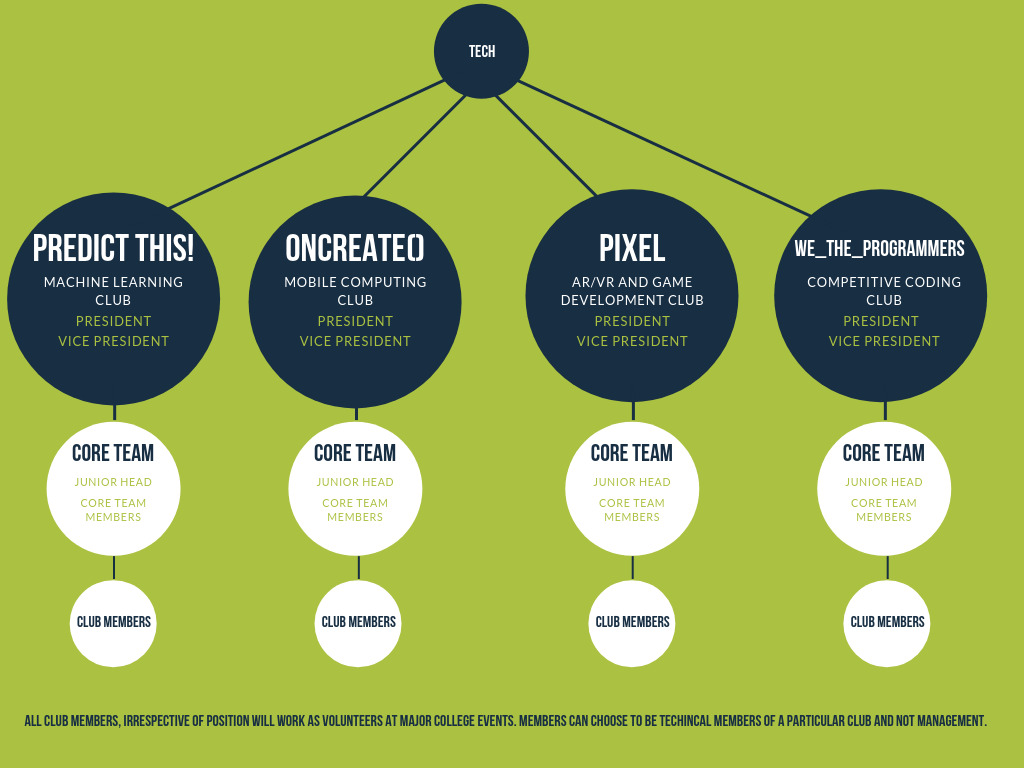 TECH
PREDICT THIS!
MACHINE LEARNING
CLUB
PRESIDENT
VICE PRESIDENT
ONCREATE()
MOBILE COMPUTING
CLUB
PRESIDENT
VICE PRESIDENT
PIXEL
AR/VR AND GAME
DEVELOPMENT CLUB
PRESIDENT
VICE PRESIDENT
WE_THE_PROGRAMMERS
COMPETITIVE CODING
CLUB
PRESIDENT
VICE PRESIDENT
CORE TEAM
JUNIOR HEAD
CORE TEAM
MEMBERS
CORE TEAM
JUNIOR HEAD
CORE TEAM
MEMBERS
CORE TEAM
JUNIOR HEAD
CORE TEAM
MEMBERS
CORE TEAM
JUNIOR HEAD
CORE TEAM
MEMBERS
CLUB MEMBERS
CLUB MEMBERS
CLUB MEMBERS
CLUB MEMBERS
ALL CLUB MEMBERS, IRRESPECTIVE OF POSITION WILL WORK AS VOLUNTEERS AT MAJOR COLLEGE EVENTS. MEMBERS CAN CHOOSE TO BE TECHINCAL MEMBERS OF A PARTICULAR CLUB AND NOT MANAGEMENT.